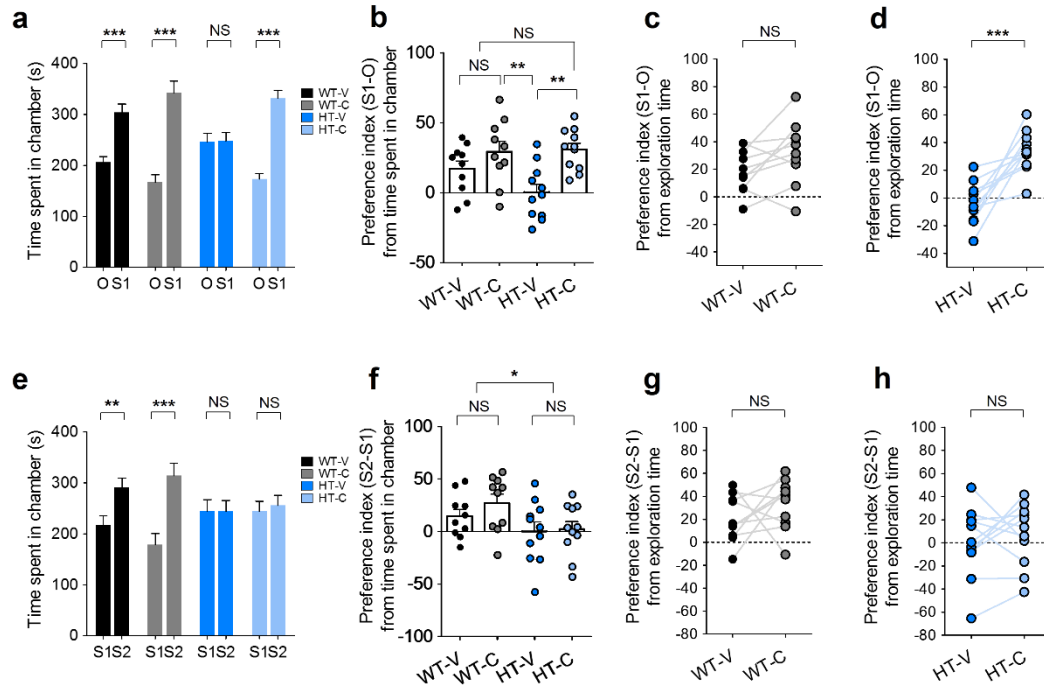 a
Time spent in chamber (s)
400
300
200
100
0
***
***
NS
***
O S1
O S1
O S1
O S1
WT-V
WT-C
HT-V
HT-C
b
Preference index (S1-O)
from time spent in chamber
100
50
0
50
NS
NS
**
**
WT-V
WT-C
HT-V
HT-C
c
Preference index (S1-O)
from exploration time
100
80
60
40
20
0
20
40
NS
WT-V
WT-C
d
Preference index (S1-O)
from exploration time
100
80
60
40
20
0
20
40
***
HT-V
HT-C
e
Time spent in chamber (s)
400
300
200
100
0
**
***
NS
NS
S1S2
S1S2
S1S2
S1S2
WT-V
WT-C
HT-V
HT-C
f
Preference index (S2-S1)
from time spent in chamber
100
50
0
-50
-100
*
NS
NS
WT-V
WT-C
HT-V
HT-C
g
Preference index (S2-S1)
from exploration time
100
80
60
40
20
0
-20
-40
-60
-80
NS
WT-V
WT-C
h
Preference index (S2-S1)
from exploration time
100
80
60
40
20
0
-20
-40
-60
-80
NS
HT-V
HT-C